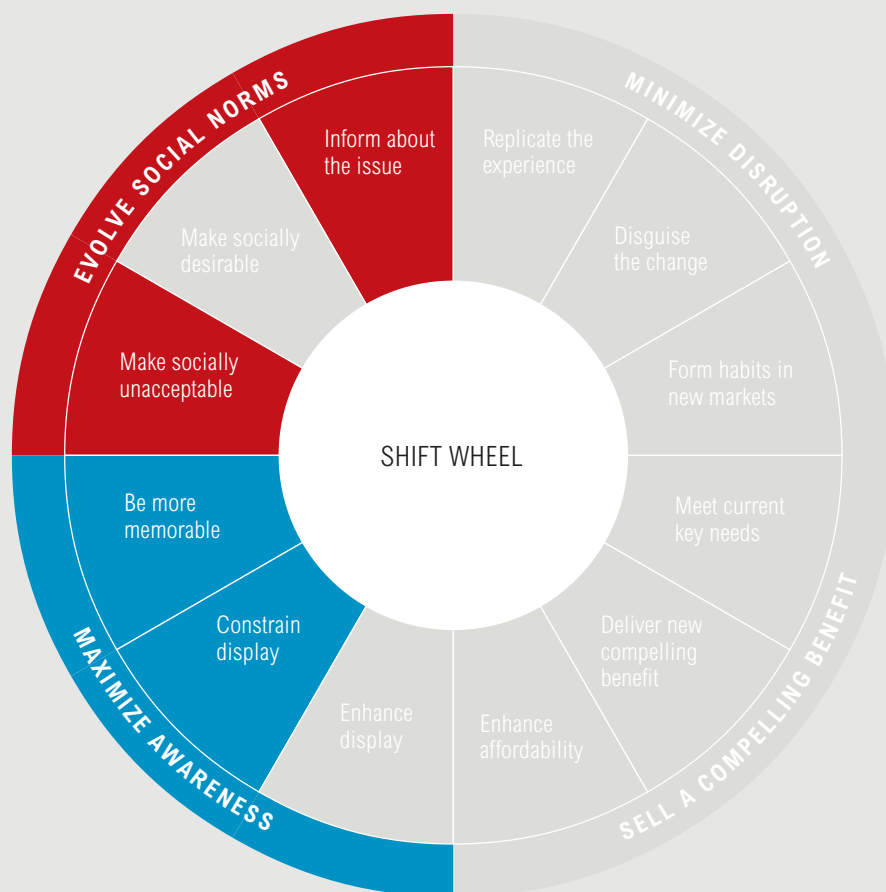 EVOLVE SOCIAL NORMS
MINIMIZE DISRUPTION
Inform about
the issue
Replicate the
experience
Make socially
desirable
Disguise
the change
Make socially
unacceptable
Form habits in
new markets
SHIFT WHEEL
Be more
memorable
Meet current
key needs
Constrain
display
Deliver new
compelling
benefit
Enhance
display
Enhance
affordability
MAXIMIZE AWARENESS
SELL A COMPELLING BENEFIT